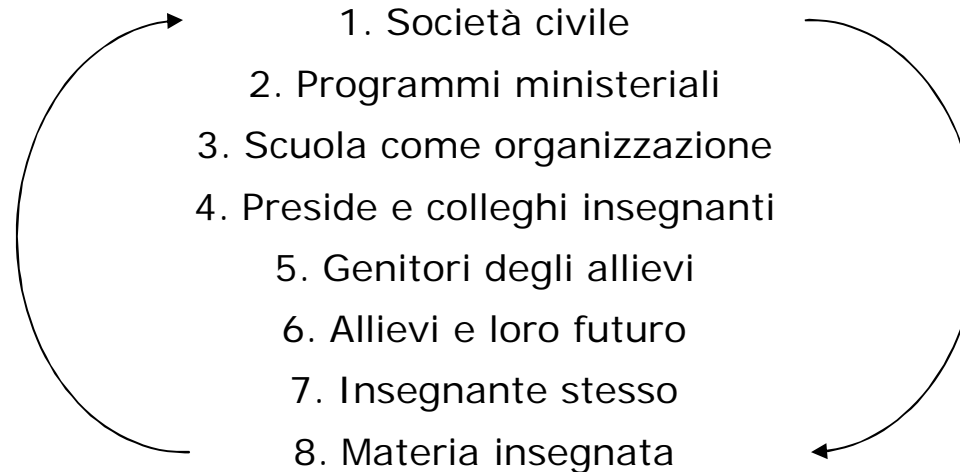 1. Società civile
2. Programmi ministeriali
3. Scuola come organizzazione
4. Preside e colleghi insegnanti
5. Genitori degli allievi
6. Allievi e loro futuro
7. Insegnante stesso
8. Materia insegnata